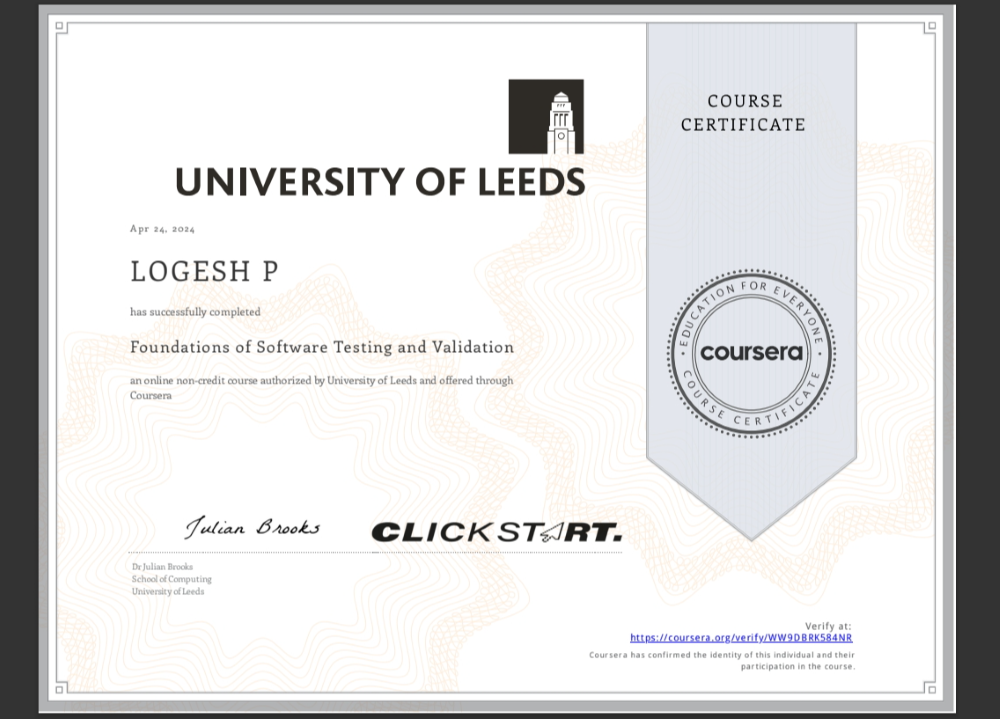 COURSE
CERTIFICATE
UNIVERSITY OF LEEDS
Apr 24, 2024
LOGESH P
has successfully completed
Foundations of Software Testing and Validation
an online non-credit course authorized by University of Leeds and offered through
Coursera
EDUCATION FOR EVERYONE
coursera
COURSE CERTIFICATE
Julian Brooks
CLICKSTART.
Dr Julian Brooks
School of Computing
University of Leeds
Verify at:
https://coursera.org/verify/WW9DBRK584NR
Coursera has confirmed the identity of this individual and their
participation in the course.